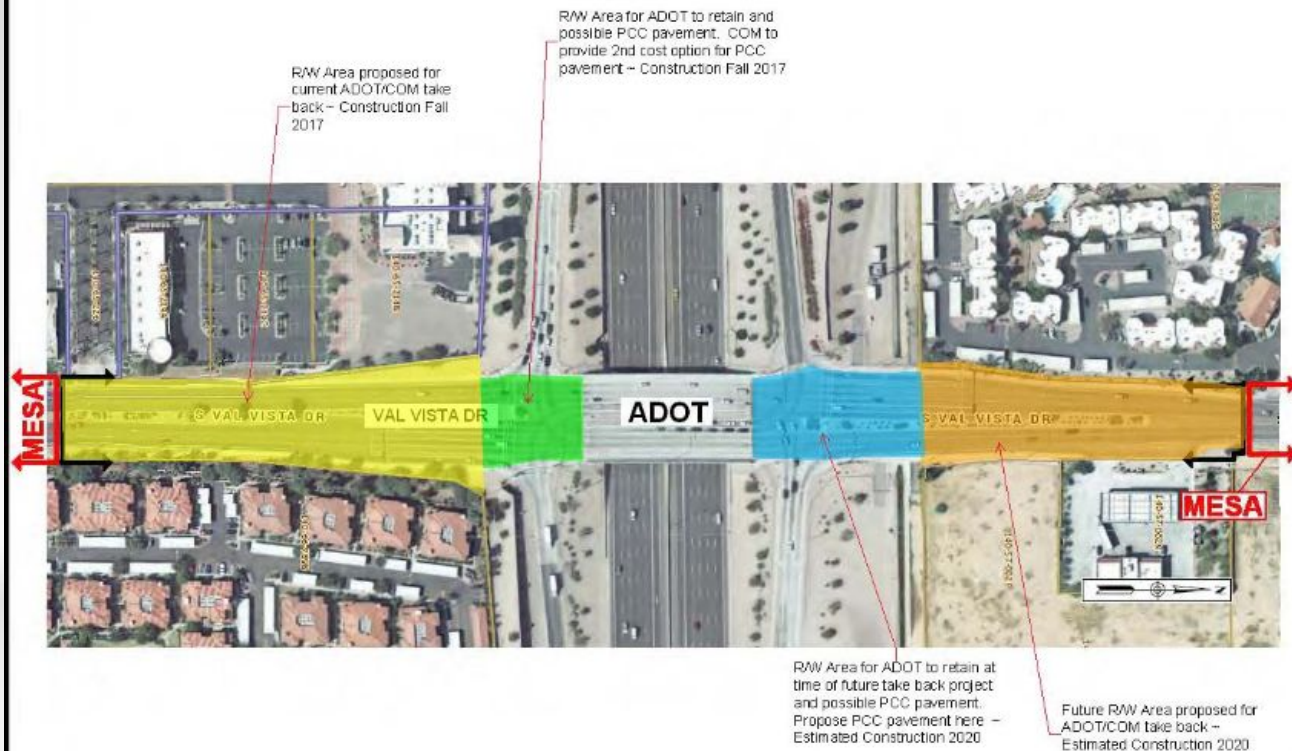 R/W Area for ADOT to retain and
possible PCC pavement. COM to
provide 2nd cost option for PCC
pavement ~ Construction Fall 2017
R/W Area proposed for
current ADOT/COM take
back ~ Construction Fall
2017
MESA
S VAL VISTA DR
VAL VISTA DR
ADOT
S VAL VISTA DR
MESA
N
R/W Area for ADOT to retain at
time of future take back project
and possible PCC pavement.
Propose PCC pavement here ~
Estimated Construction 2020
Future R/W Area proposed for
ADOT/COM take back ~
Estimated Construction 2020